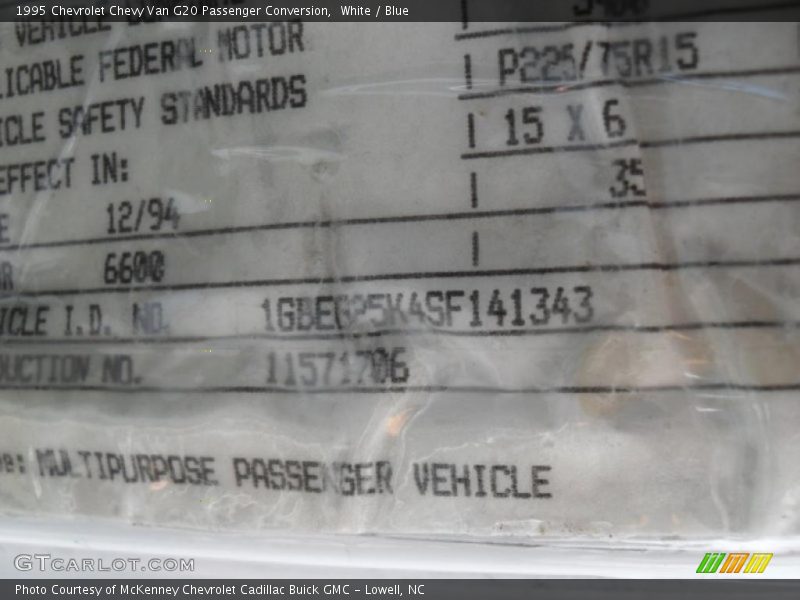 1995 Chevrolet Chevy Van G20 Passenger Conversion, White / Blue
VEHICLE
LICABLE FEDERAL MOTOR
P225/75R15
ICLE SAFETY STANDARDS
15 X 6
EFFECT IN:
35
E 12/94
6600
ICLE I.D. NO. 1GBEG25K4SF141343
UCTION NO. 11571706
MULTIPURPOSE PASSENGER VEHICLE
GTCARLOT.COM
Photo Courtesy of McKenney Chevrolet Cadillac Buick GMC - Lowell, NC